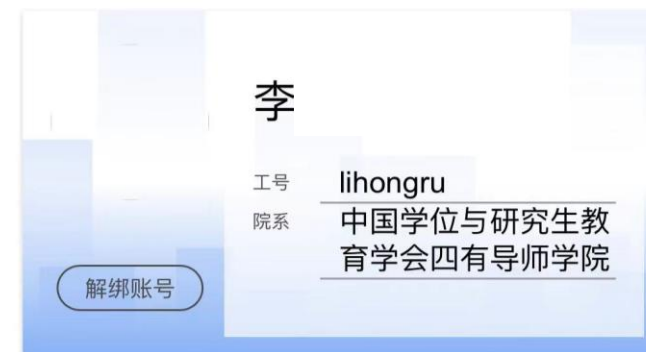 李
工号 lihongru
院系 中国学位与研究生教
育学会四有导师学院
解绑账号